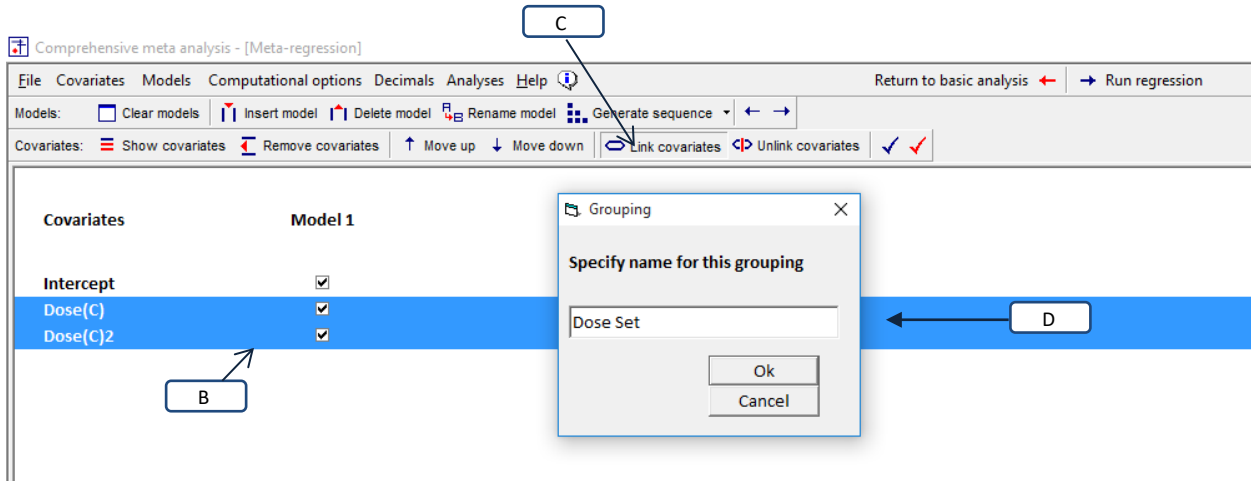 C
Comprehensive meta analysis - [Meta-regression]
File Covariates Models Computational options Decimals Analyses Help Return to basic analysis Run regression
Models: Clear models Insert model Delete model Rename model Generate sequence
Covariates: Show covariates Remove covariates Move up Move down Link covariates Unlink covariates
Covariates Model 1
Grouping
Specify name for this grouping
Intercept
Dose(C)
Dose(C)2
Dose Set
D
Ok
Cancel
B